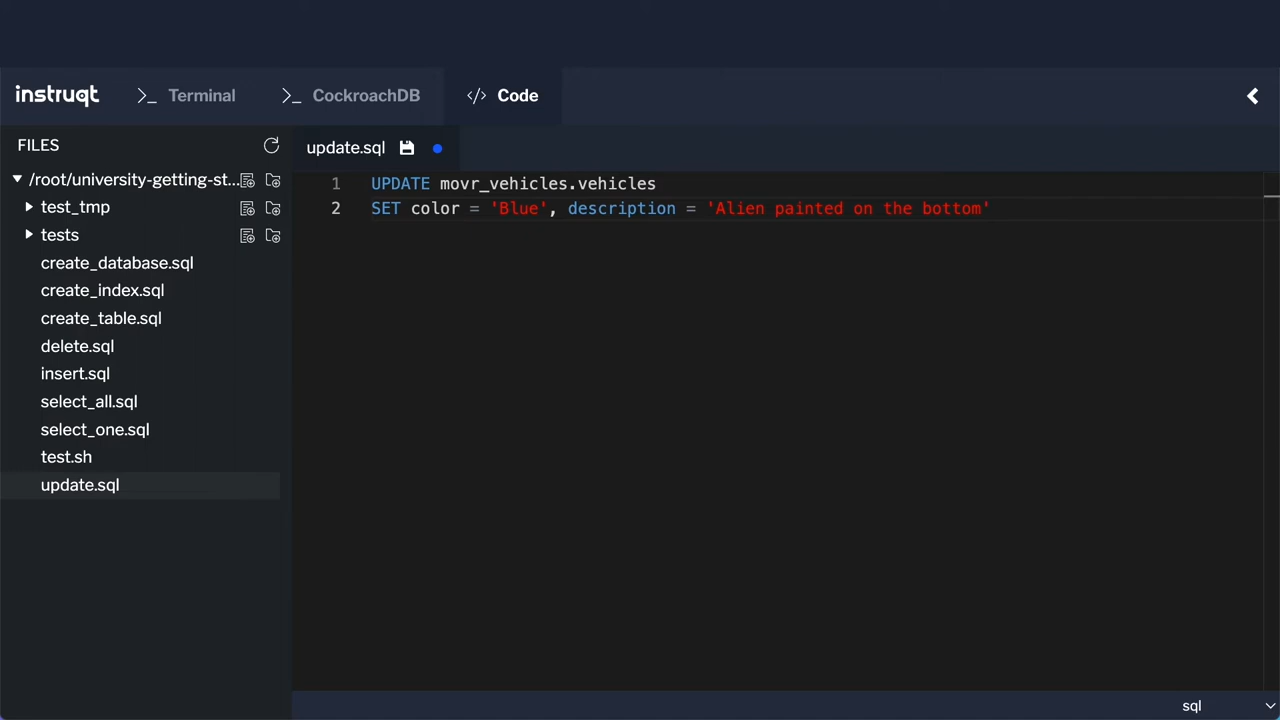 instruqt >_ Terminal >_ CockroachDB </> Code
FILES
update.sql
/root/university-getting-st...
test_tmp
tests
create_database.sql
create_index.sql
create_table.sql
delete.sql
insert.sql
select_all.sql
select_one.sql
test.sh
update.sql
1 UPDATE movr_vehicles.vehicles
2 SET color = 'Blue', description = 'Alien painted on the bottom'
sql